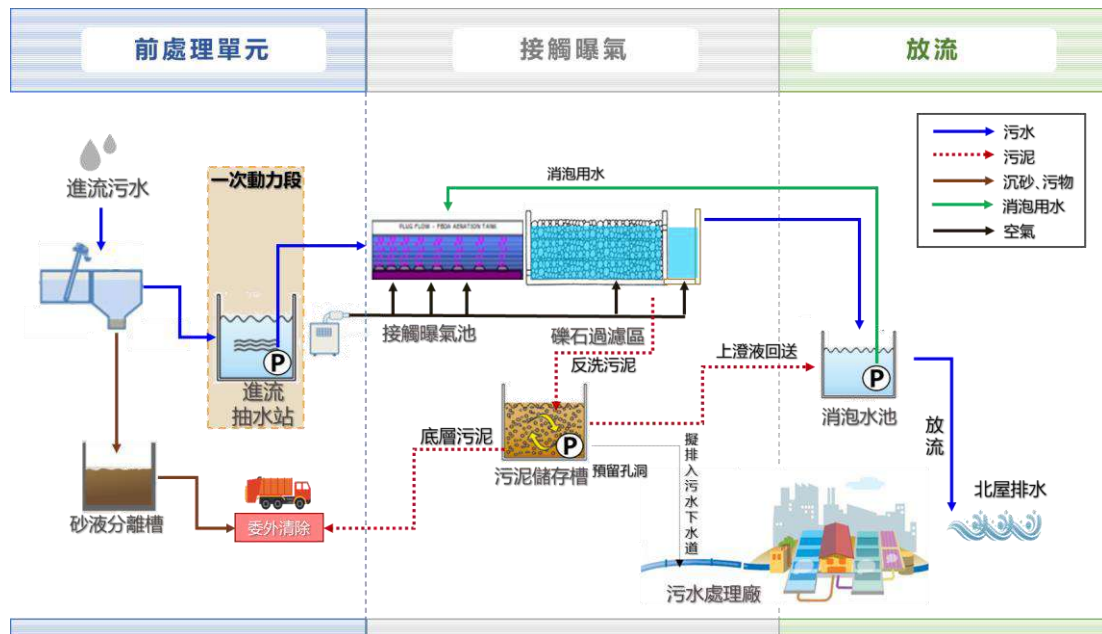 前處理單元
接觸曝氣
放流
污水
污泥
沉砂、污物
消泡用水
空氣
進流污水
一次動力段
消泡用水
PLUG FLOW - FBDA AERATION TANK
P
進流
抽水站
接觸曝氣池
礫石過濾區
反洗污泥
上澄液回送
P
消泡水池
底層污泥
P
污泥儲存槽
預留孔洞
擬排入污水下水道
放流
北屋排水
砂液分離槽
委外清除
污水處理廠